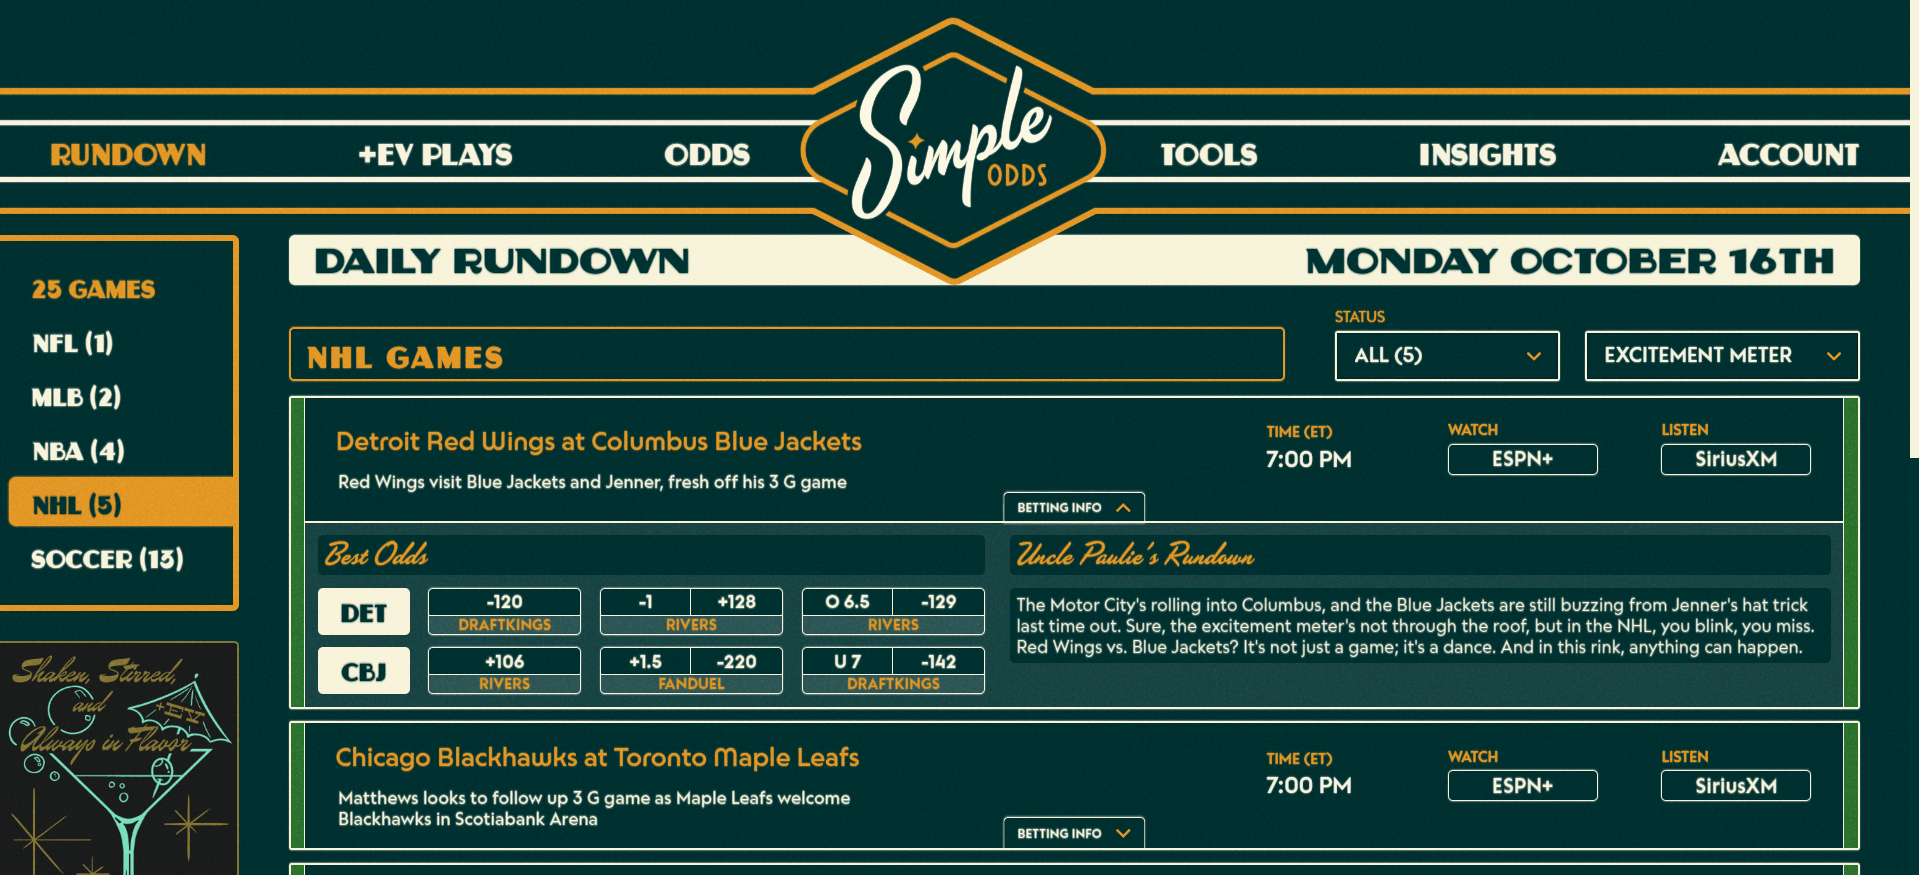 Simple
ODDS
RUNDOWN
+EV PLAYS
ODDS
TOOLS
INSIGHTS
ACCOUNT
DAILY RUNDOWN
MONDAY OCTOBER 16TH
25 GAMES
NFL (1)
MLB (2)
NBA (4)
NHL (5)
SOCCER (13)
Shaken, Stirred,
and
+EV
Always in Flavor
NHL GAMES
STATUS
ALL (5)
EXCITEMENT METER
Detroit Red Wings at Columbus Blue Jackets
Red Wings visit Blue Jackets and Jenner, fresh off his 3 G game
TIME (ET)
7:00 PM
WATCH
ESPN+
LISTEN
SiriusXM
BETTING INFO
Best Odds
DET
-120
DRAFTKINGS
-1
+128
RIVERS
O 6.5
-129
RIVERS
CBJ
+106
RIVERS
+1.5
-220
FANDUEL
U 7
-142
DRAFTKINGS
Uncle Paulie's Rundown
The Motor City's rolling into Columbus, and the Blue Jackets are still buzzing from Jenner's hat trick
last time out. Sure, the excitement meter's not through the roof, but in the NHL, you blink, you miss.
Red Wings vs. Blue Jackets? It's not just a game; it's a dance. And in this rink, anything can happen.
Chicago Blackhawks at Toronto Maple Leafs
Matthews looks to follow up 3 G game as Maple Leafs welcome
Blackhawks in Scotiabank Arena
TIME (ET)
7:00 PM
WATCH
ESPN+
LISTEN
SiriusXM
BETTING INFO